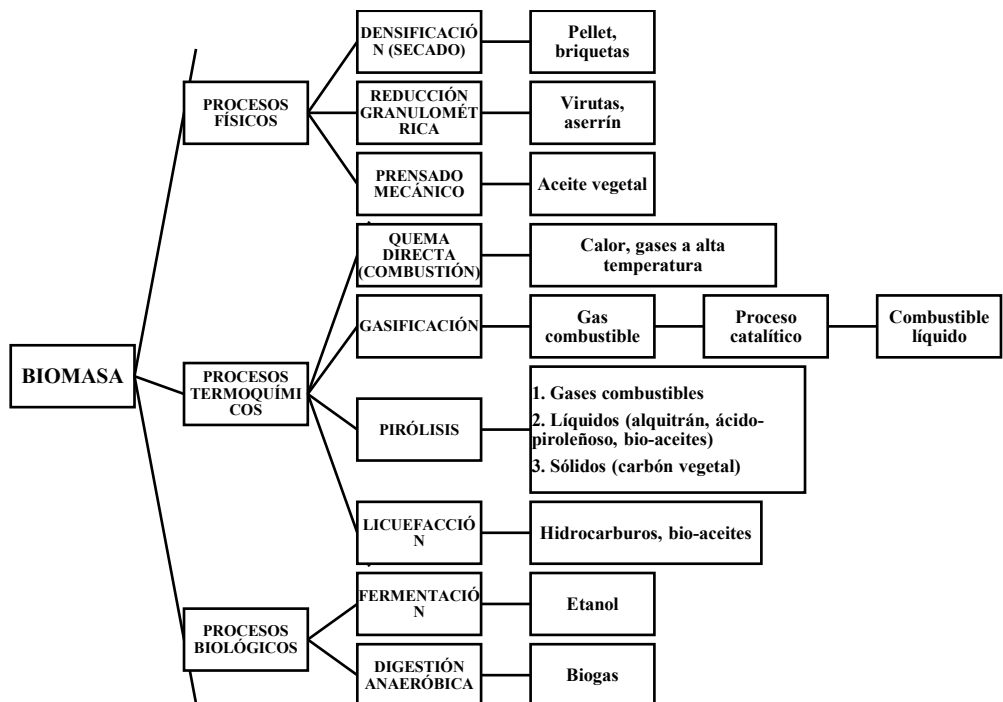 BIOMASA
PROCESOS
FÍSICOS
DENSIFICACIÓ
N (SECADO)
Pellet,
briquetas
REDUCCIÓN
GRANULOMÉT
RICA
Virutas,
aserrín
PRENSADO
MECÁNICO
Aceite vegetal
PROCESOS
TERMOQUÍMI
COS
QUEMA
DIRECTA
(COMBUSTIÓN)
Calor, gases a alta
temperatura
GASIFICACIÓN
Gas
combustible
Proceso
catalítico
Combustible
líquido
PIRÓLISIS
1. Gases combustibles
2. Líquidos (alquitrán, ácido-
piroleñoso, bio-aceites)
3. Sólidos (carbón vegetal)
LICUEFACCIÓ
N
Hidrocarburos, bio-aceites
PROCESOS
BIOLÓGICOS
FERMENTACIÓ
N
Etanol
DIGESTIÓN
ANAERÓBICA
Biogas